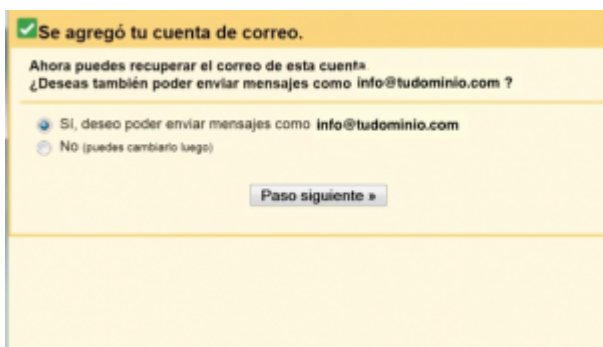 Se agregó tu cuenta de correo.
Ahora puedes recuperar el correo de esta cuenta.
¿Deseas también poder enviar mensajes como info@tudominio.com ?
Sí, deseo poder enviar mensajes como info@tudominio.com
No (puedes cambiarlo luego)
Paso siguiente »